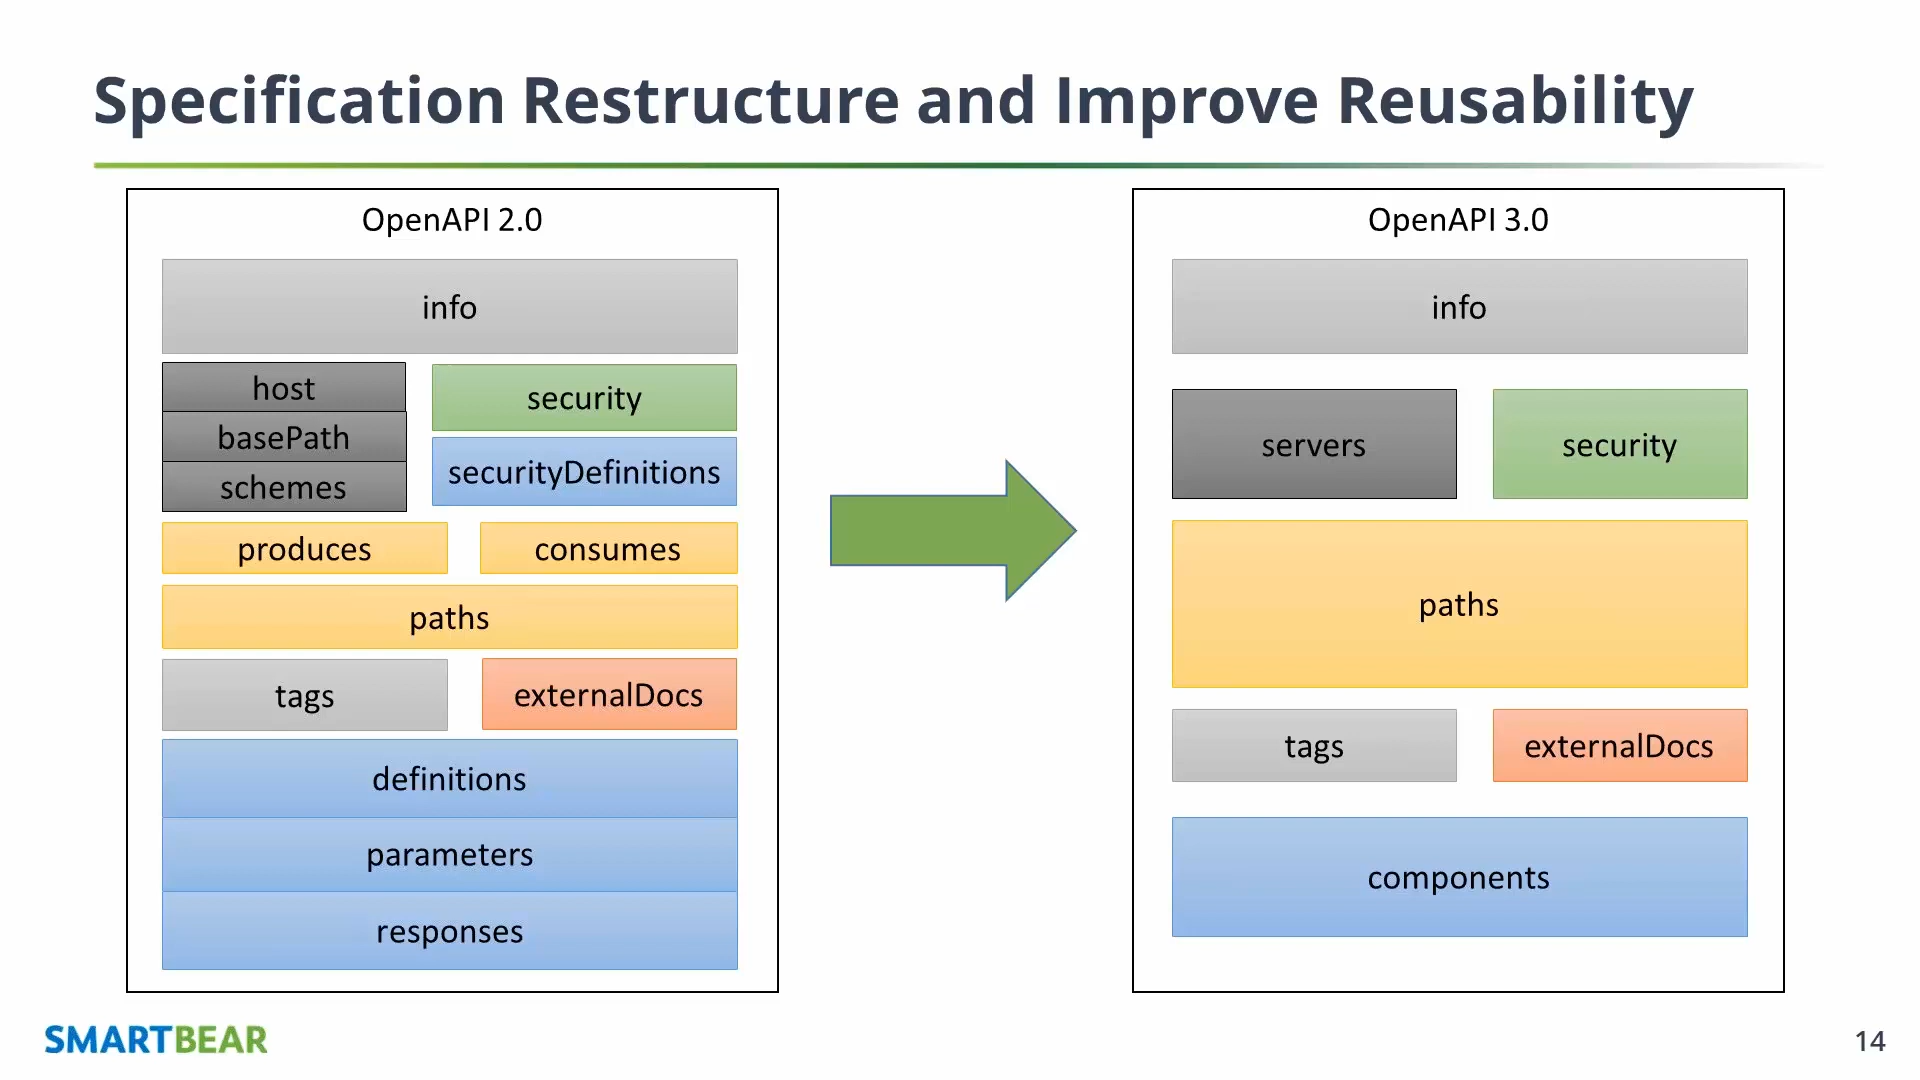 Specification Restructure and Improve Reusability
OpenAPI 2.0
info
host
basePath
schemes
security
securityDefinitions
produces
consumes
paths
tags
externalDocs
definitions
parameters
responses
OpenAPI 3.0
info
servers
security
paths
tags
externalDocs
components
SMARTBEAR
14